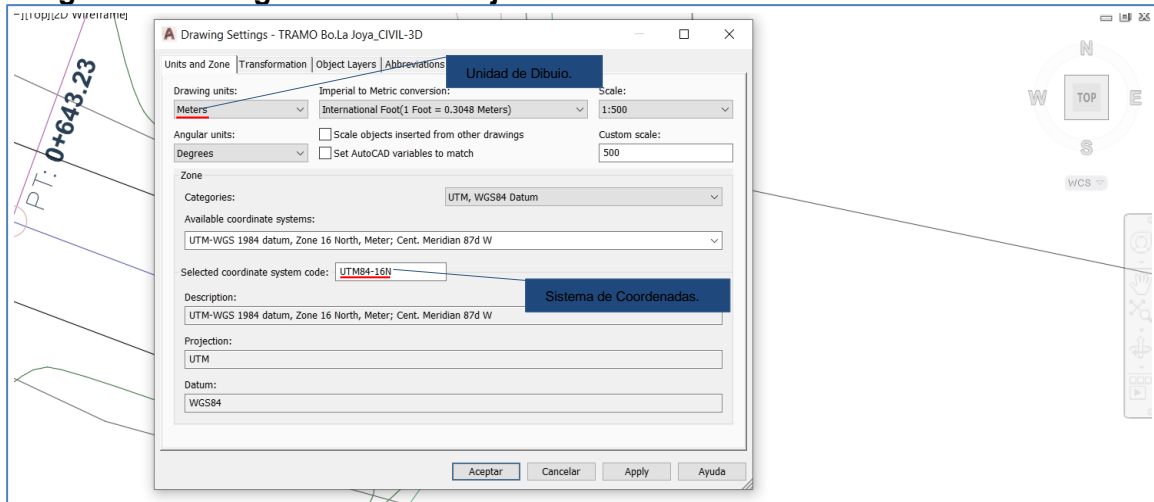 -][Top][2D Wireframe]
Drawing Settings - TRAMO Bo.La Joya_CIVIL-3D
Units and Zone Transformation Object Layers Abbreviations
Unidad de Dibujo.
Drawing units: Imperial to Metric conversion: Scale:
Meters International Foot(1 Foot = 0.3048 Meters) 1:500
Angular units: Scale objects inserted from other drawings Custom scale:
Degrees Set AutoCAD variables to match 500
Zone
Categories: UTM, WGS84 Datum
Available coordinate systems:
UTM-WGS 1984 datum, Zone 16 North, Meter; Cent. Meridian 87d W
Selected coordinate system code: UTM84-16N
Sistema de Coordenadas.
Description:
UTM-WGS 1984 datum, Zone 16 North, Meter; Cent. Meridian 87d W
Projection:
UTM
Datum:
WGS84
Aceptar Cancelar Apply Ayuda
PT: 0+643.23
N
W TOP E
S
WCS